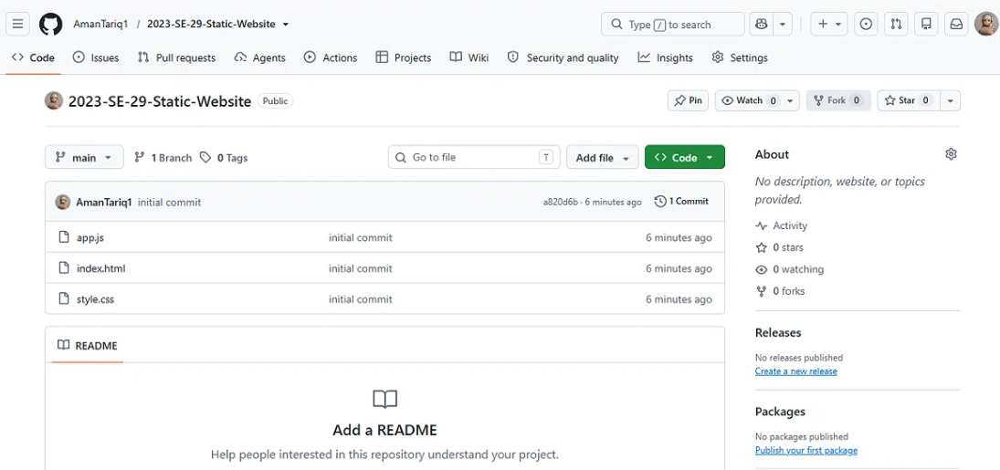 AmanTariq1 / 2023-SE-29-Static-Website
Type / to search
Code Issues Pull requests Agents Actions Projects Wiki Security and quality Insights Settings
2023-SE-29-Static-Website Public
Pin Watch 0 Fork 0 Star 0
main 1 Branch 0 Tags Go to file T Add file Code
AmanTariq1 initial commit a820d6b · 6 minutes ago 1 Commit
app.js initial commit 6 minutes ago
index.html initial commit 6 minutes ago
style.css initial commit 6 minutes ago
README
Add a README
Help people interested in this repository understand your project.
About
No description, website, or topics
provided.
Activity
0 stars
0 watching
0 forks
Releases
No releases published
Create a new release
Packages
No packages published
Publish your first package